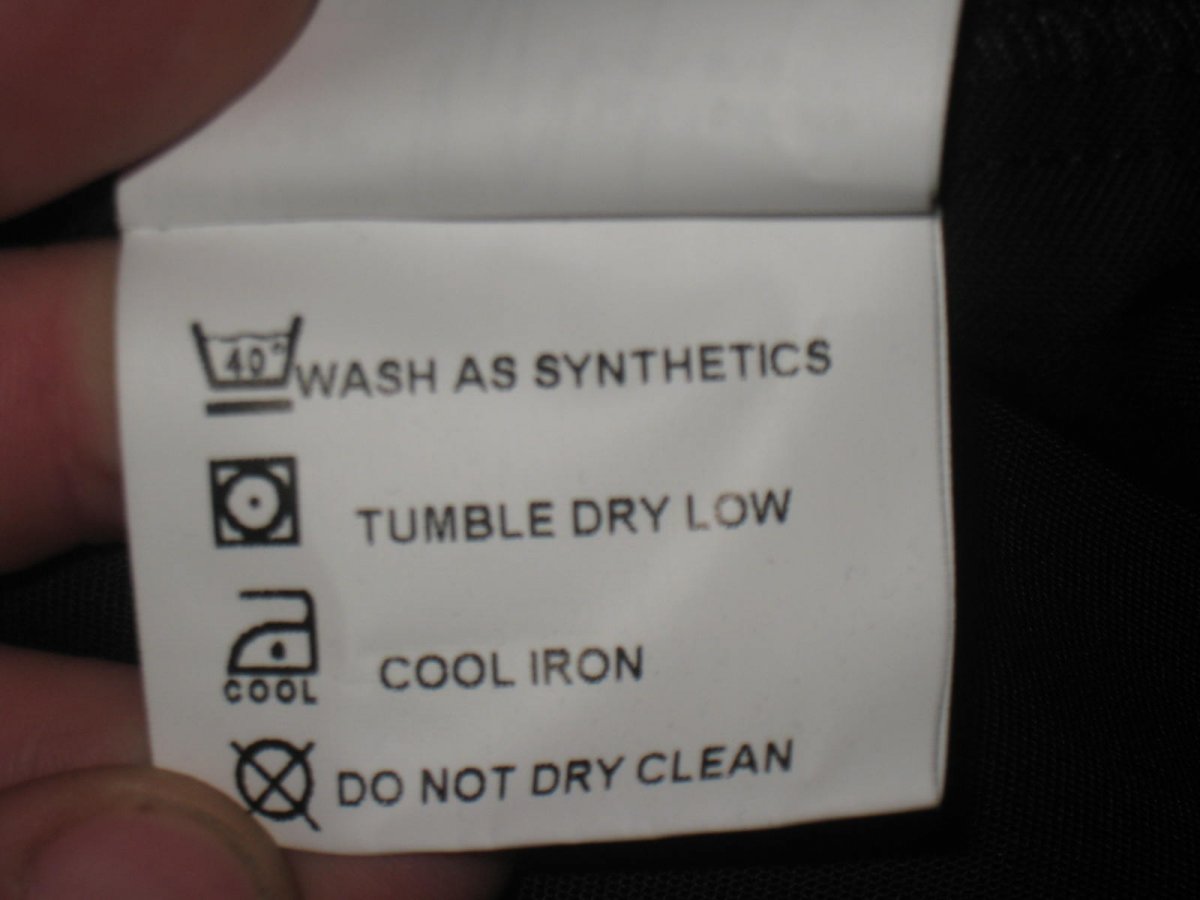 40° WASH AS SYNTHETICS
TUMBLE DRY LOW
COOL IRON
COOL
DO NOT DRY CLEAN